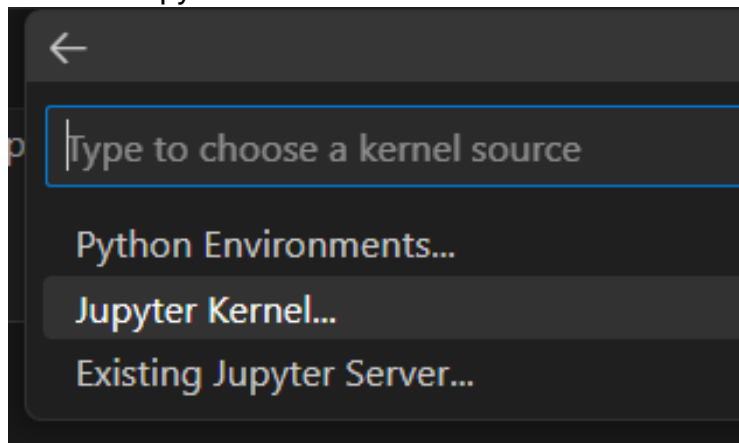 Type to choose a kernel source
Python Environments...
Jupyter Kernel...
Existing Jupyter Server...